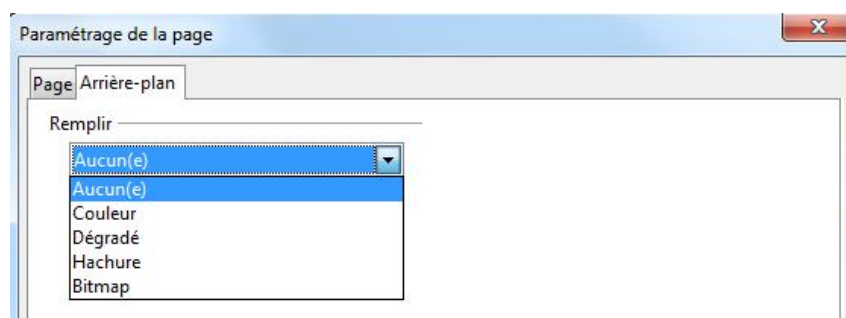 Paramétrage de la page
Page Arrière-plan
Remplir
Aucun(e)
Aucun(e)
Couleur
Dégradé
Hachure
Bitmap